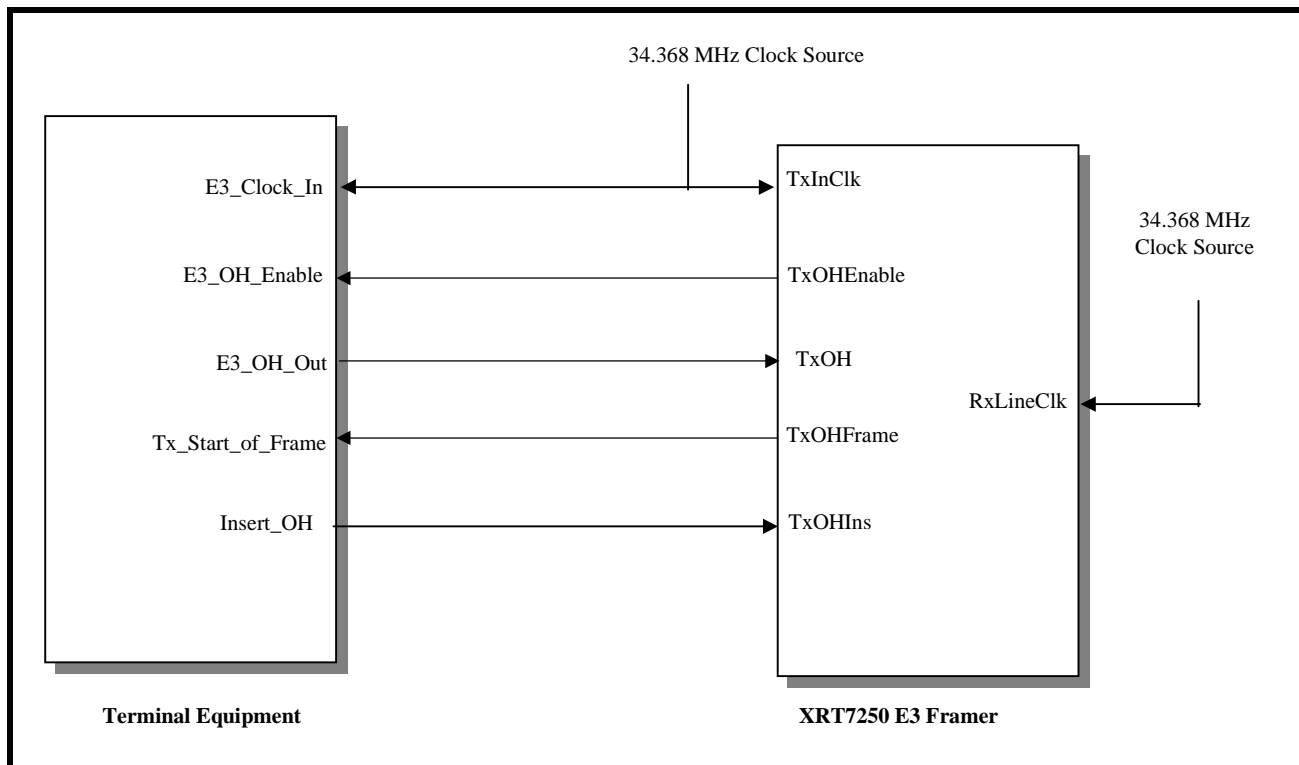 34.368 MHz Clock Source
E3_Clock_In
TxInClk
34.368 MHz
Clock Source
E3_OH_Enable
TxOHEnable
E3_OH_Out
TxOH
RxLineClk
Tx_Start_of_Frame
TxOHFrame
Insert_OH
TxOHIns
Terminal Equipment
XRT7250 E3 Framer